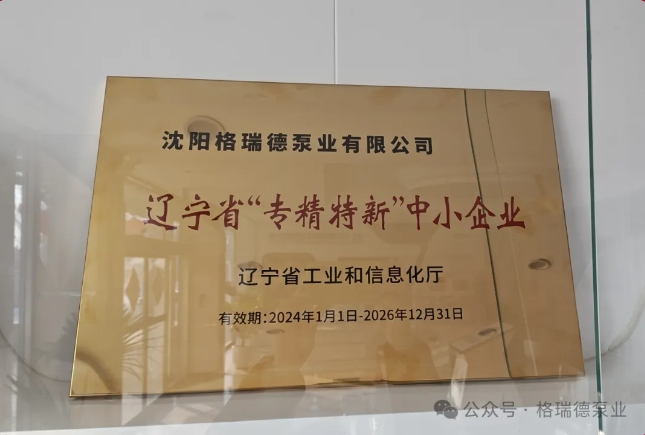 沈阳格瑞德泵业有限公司
辽宁省“专精特新”中小企业
辽宁省工业和信息化厅
有效期:2024年1月1日-2026年12月31日
公众号·格瑞德泵业